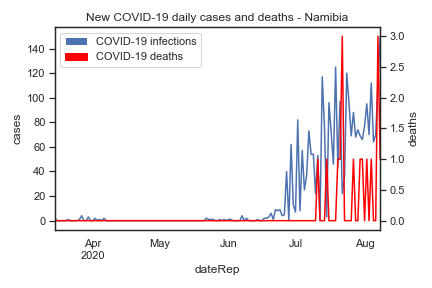 New COVID-19 daily cases and deaths - Namibia
COVID-19 infections
COVID-19 deaths
cases
140
120
100
80
60
40
20
0
3.0
2.5
2.0
1.5
1.0
0.5
0.0
deaths
Apr May Jun Jul Aug
2020
dateRep